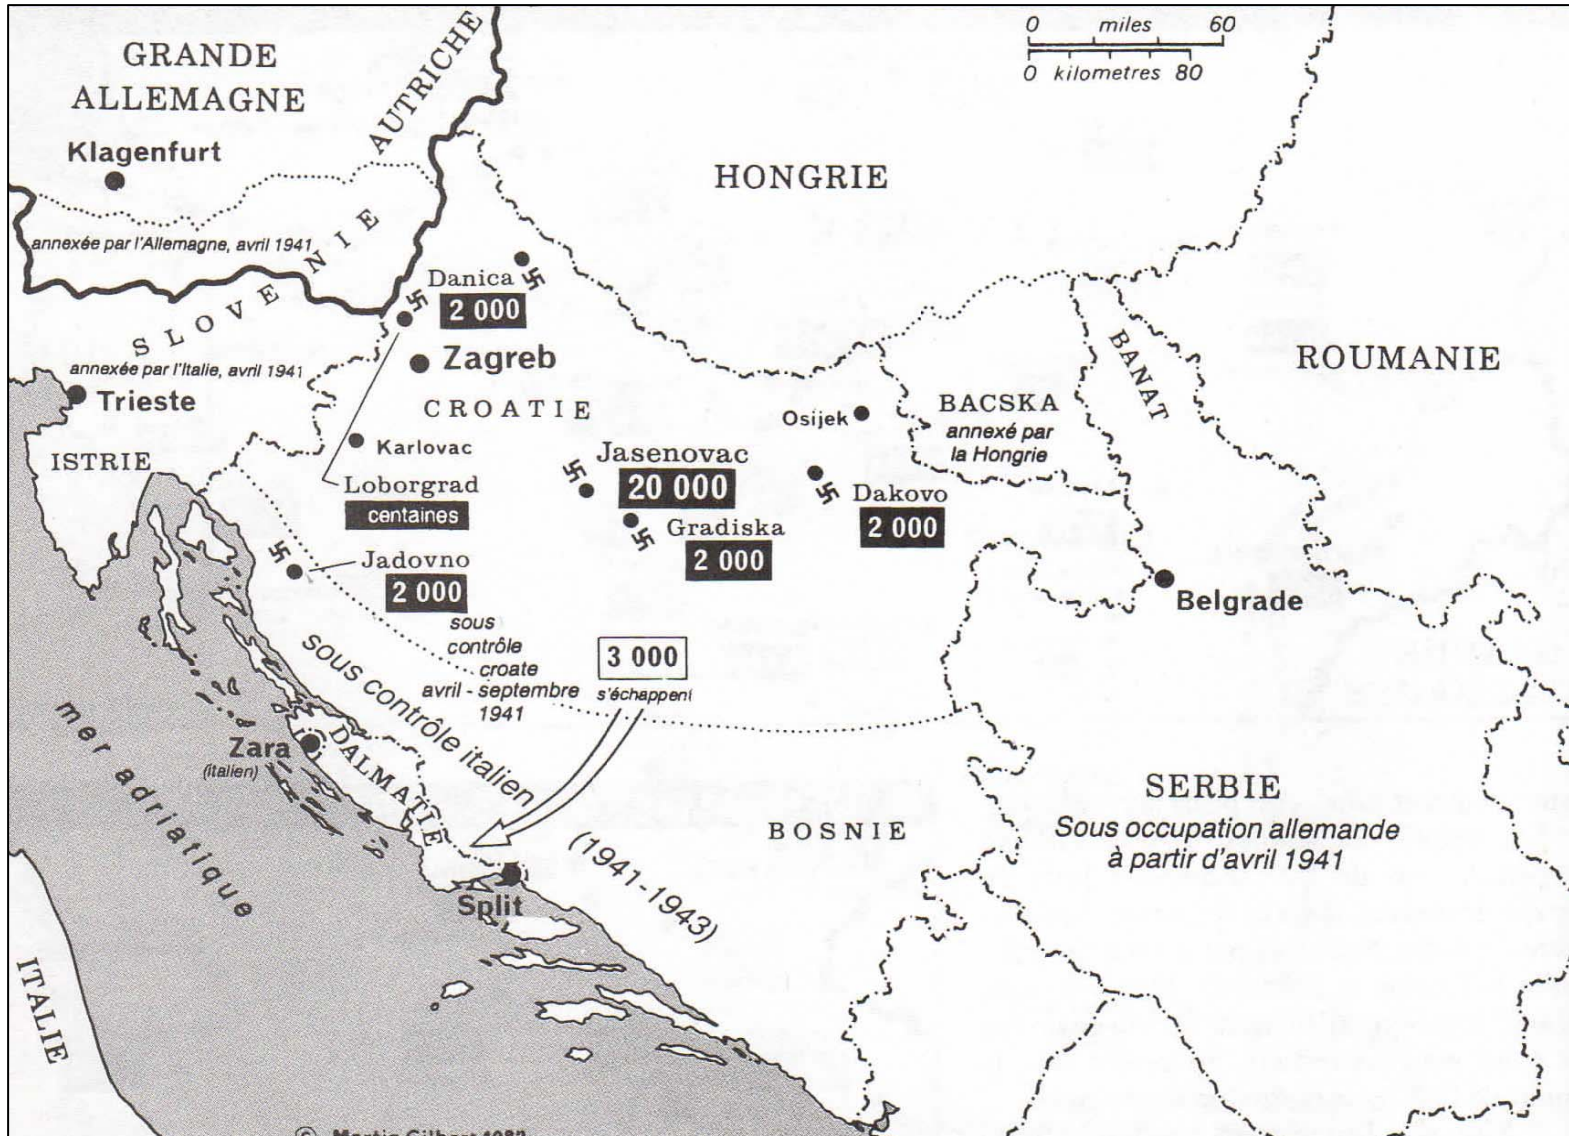 0 miles 60
0 kilometres 80
GRANDE
ALLEMAGNE
AUTRICHE
Klagenfurt
HONGRIE
annexée par l'Allemagne, avril 1941
SLOVENIE
annexée par l'Italie, avril 1941
Danica
2 000
Zagreb
Trieste
CROATIE
ISTRIE
Karlovac
Loborgrad
centaines
Jadovno
2 000
Jasenovac
20 000
Gradiska
2 000
Osijek
Dakovo
2 000
BACSKA
annexé par
la Hongrie
BANAT
ROUMANIE
Belgrade
sous
contrôle
croate
avril - septembre
1941
3 000
s'échappent
sous contrôle italien
(1941-1943)
Zara
(italien)
DALMATIE
Split
BOSNIE
SERBIE
Sous occupation allemande
à partir d'avril 1941
mer adriatique
ITALIE
© Martin Gilbert 1982